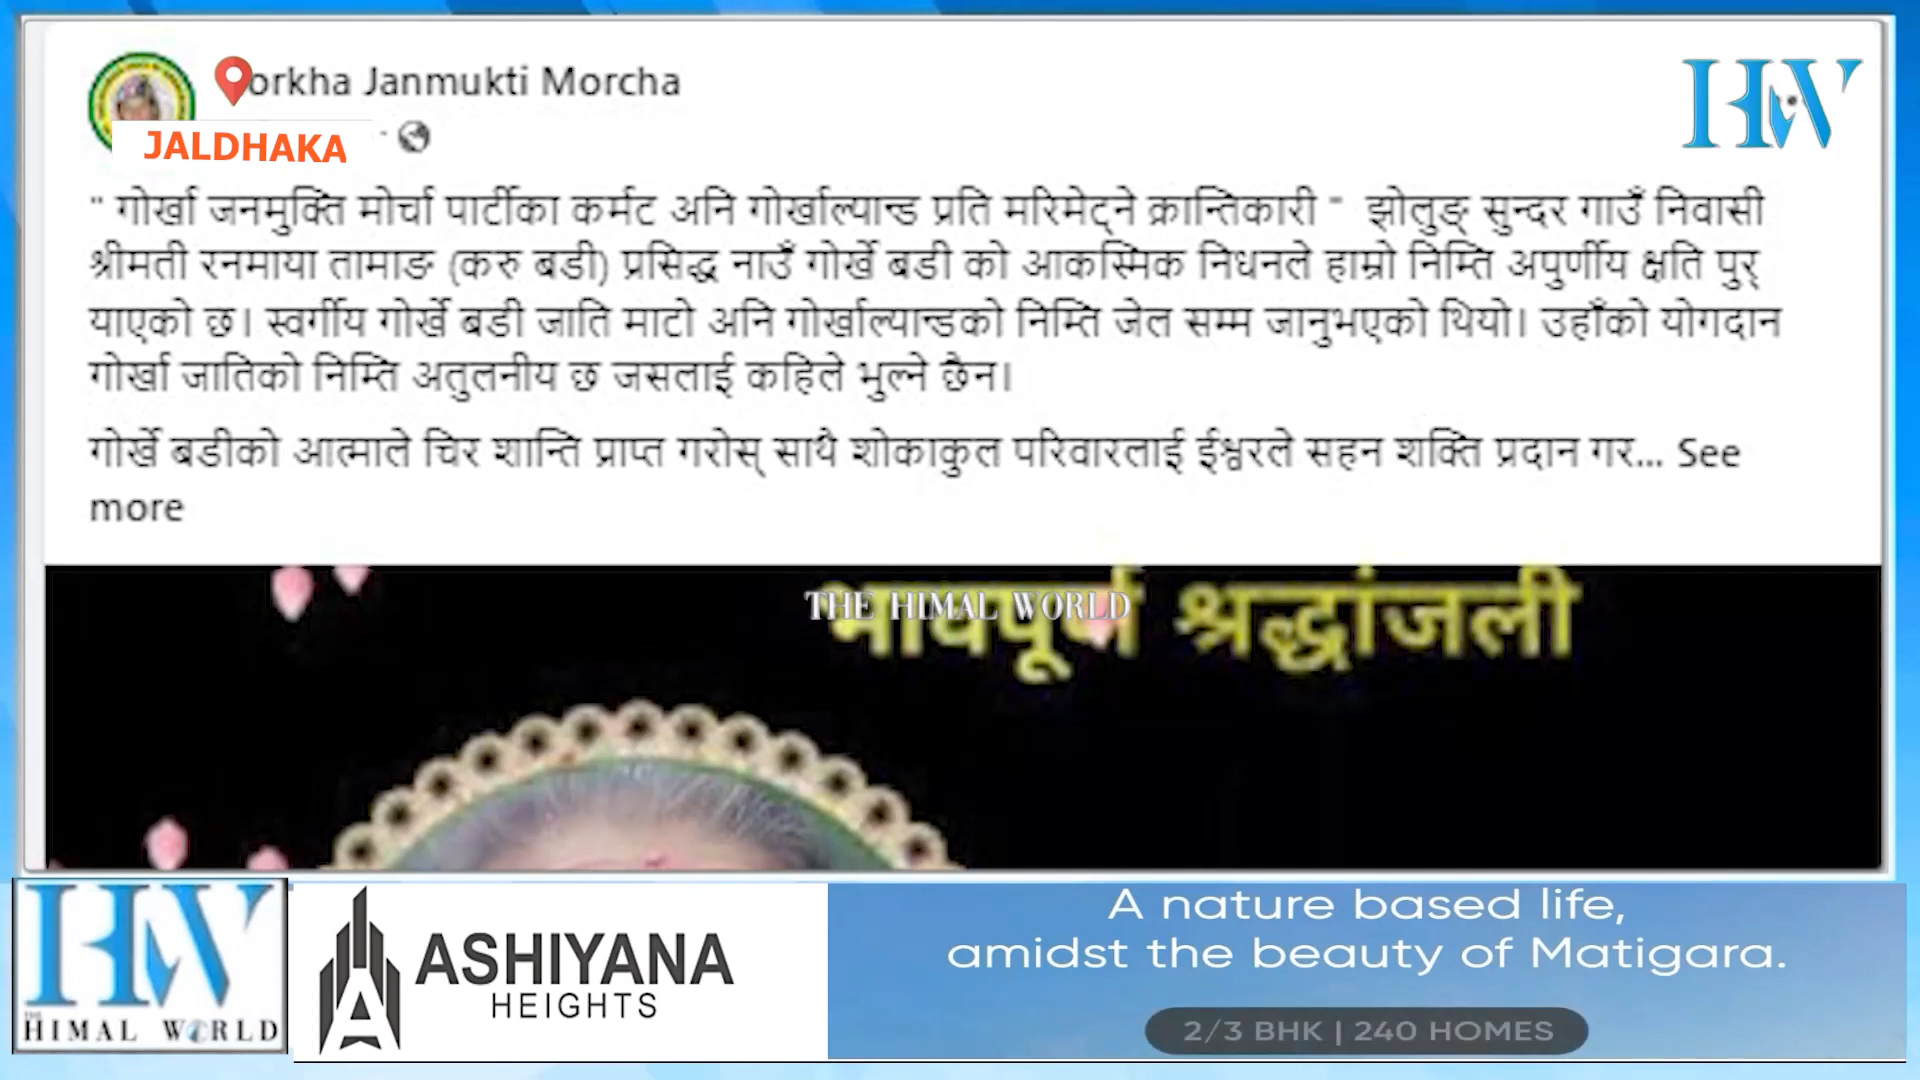 orkha Janmukti Morcha
JALDHAKA
HW
" गोर्खा जनमुक्ति मोर्चा पार्टीका कर्मट अनि गोर्खाल्यान्ड प्रति मरिमेट्ने क्रान्तिकारी " झोलुङ् सुन्दर गाउँ निवासी
श्रीमती रनमाया तामाङ (करु बडी) प्रसिद्ध नाउँ गोर्खे बडी को आकस्मिक निधनले हाम्रो निम्ति अपुर्णीय क्षति पुर्
याएको छ। स्वर्गीय गोर्खे बडी जाति माटो अनि गोर्खाल्यान्डको निम्ति जेल सम्म जानुभएको थियो। उहाँको योगदान
गोर्खा जातिको निम्ति अतुलनीय छ जसलाई कहिले भुल्ने छैन।
गोर्खे बडीको आत्माले चिर शान्ति प्राप्त गरोस् साथै शोकाकुल परिवारलाई ईश्वरले सहन शक्ति प्रदान गर... See
more
THE HIMAL WORLD
भावपूर्ण श्रद्धांजली
HW
THE
HIMAL WORLD
ASHIYANA
HEIGHTS
A nature based life,
amidst the beauty of Matigara.
2/3 BHK | 240 HOMES